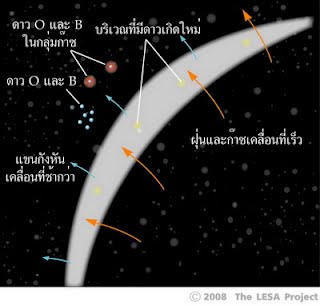 ดาว O และ B
ในกลุ่มก๊าซ
บริเวณที่มีดาวเกิดใหม่
ดาว O และ B
ฝุ่นและก๊าซเคลื่อนที่เร็ว
แขนกังหัน
เคลื่อนที่ช้ากว่า
© 2008 The LESA Project